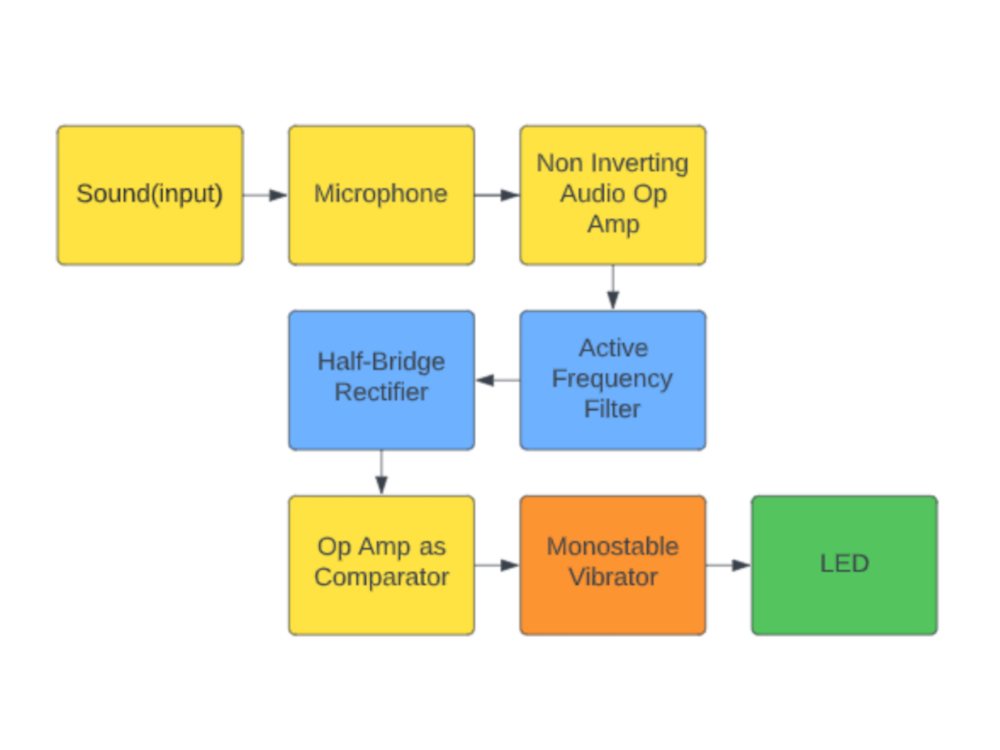 Sound(input)
Microphone
Non Inverting
Audio Op
Amp
Half-Bridge
Rectifier
Active
Frequency
Filter
Op Amp as
Comparator
Monostable
Vibrator
LED